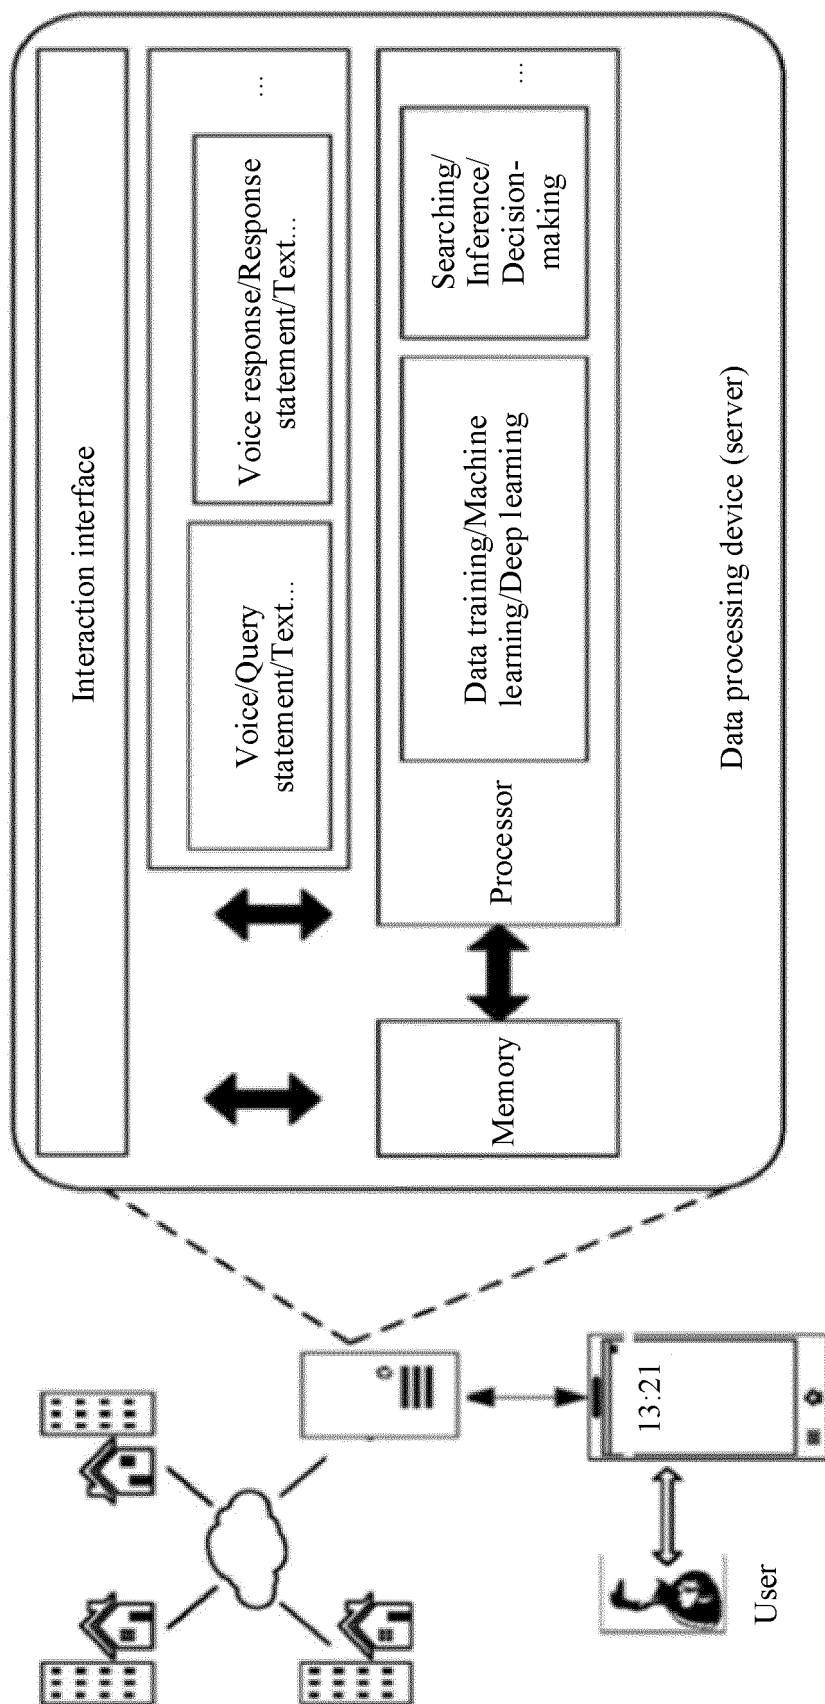 Interaction interface
Voice/Query
statement/Text...
Voice response/Response
statement/Text...
...
Memory
Processor
Data training/Machine
learning/Deep learning
Searching/
Inference/
Decision-
making
...
Data processing device (server)
13:21
User